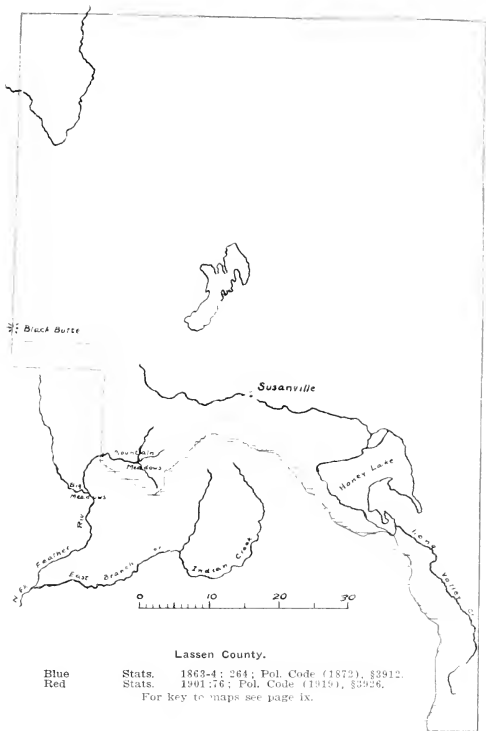 Black Butte
Susanville
Mountain
Meadows
Big
Meadows
Honey Lake
Long Valley Cr
Indian Creek
N. Fk. Feather Riv
East Branch
0 10 20 30
Lassen County.
Blue Stats. 1863-4; 264; Pol. Code (1872), §3912.
Red Stats. 1901:76; Pol. Code (1919), §3926.
For key to maps see page ix.